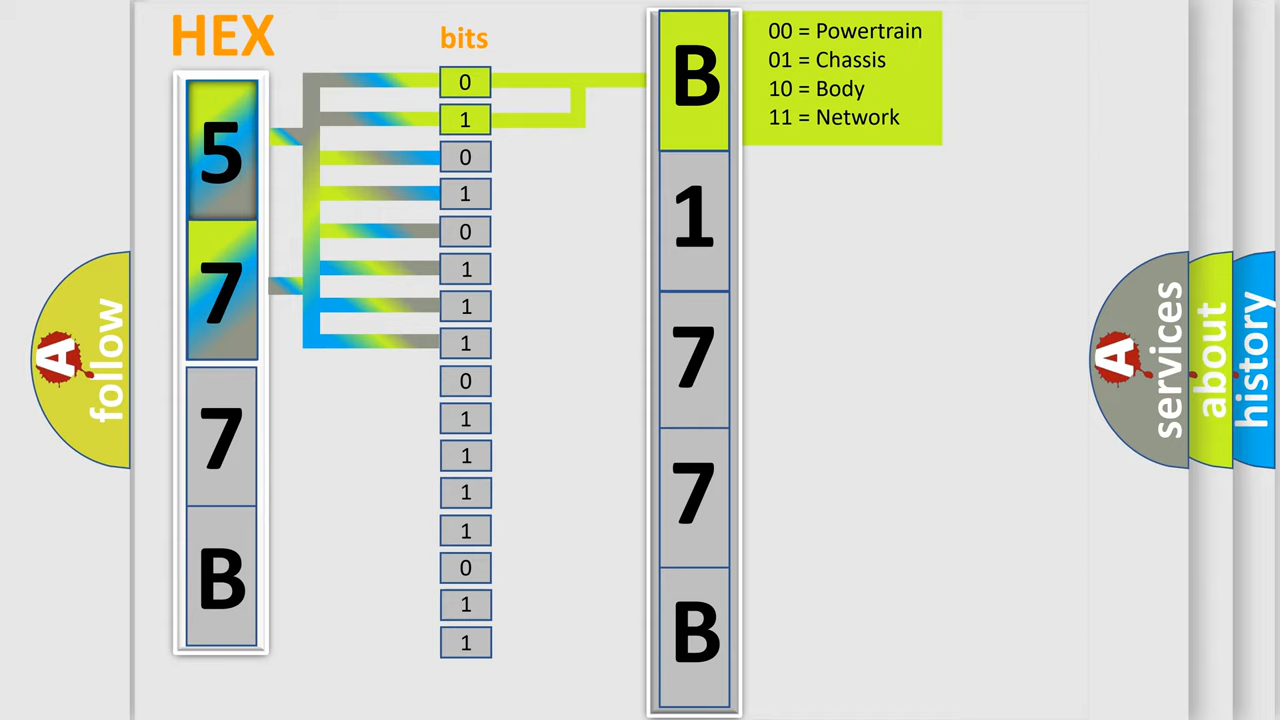 HEX
bits
5
7
7
B
0
1
0
1
0
1
1
1
0
1
1
1
1
0
1
1
B
1
7
7
B
00 = Powertrain
01 = Chassis
10 = Body
11 = Network
A follow
A services
about
history